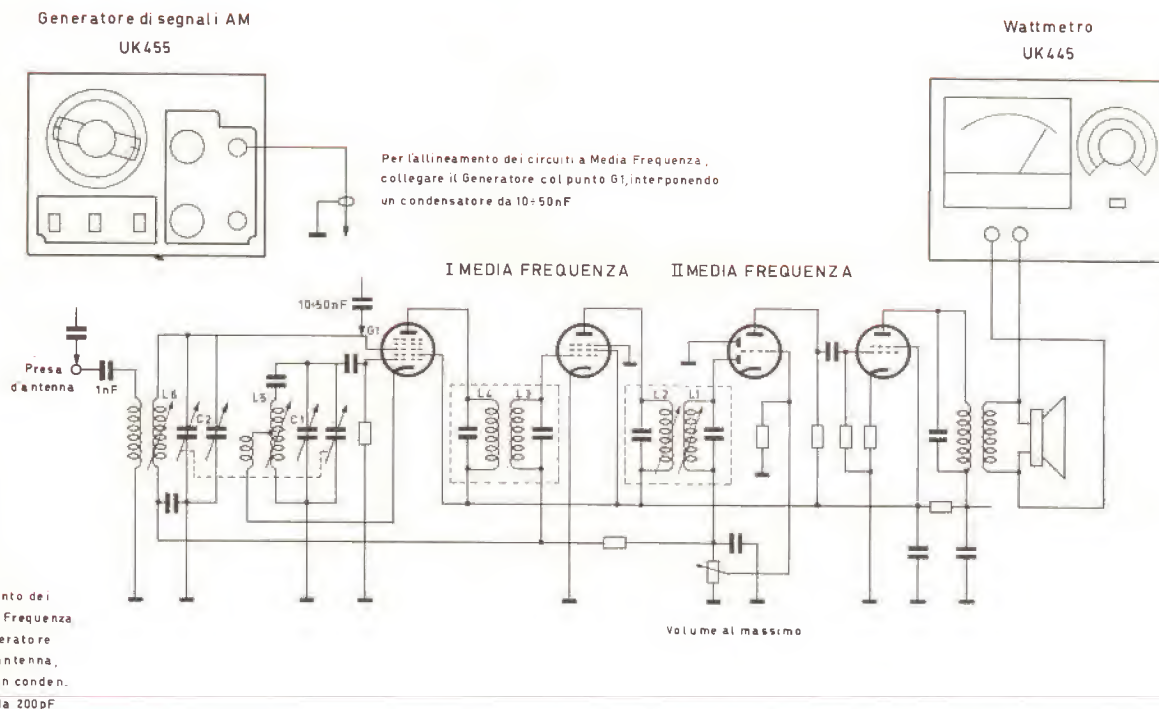 Generatore di segnali AM
UK455
Wattmetro
UK445
Per l'allineamento dei circuiti a Media Frequenza,
collegare il Generatore col punto G1, interponendo
un condensatore da 10÷50nF
I MEDIA FREQUENZA
II MEDIA FREQUENZA
10÷50nF
G1
Presa
d'antenna
1nF
L6
C2
L5
C1
L4
L3
L2
L1
Volume al massimo
nto dei
Frequenza
eratore
antenna,
n conden.
da 200pF